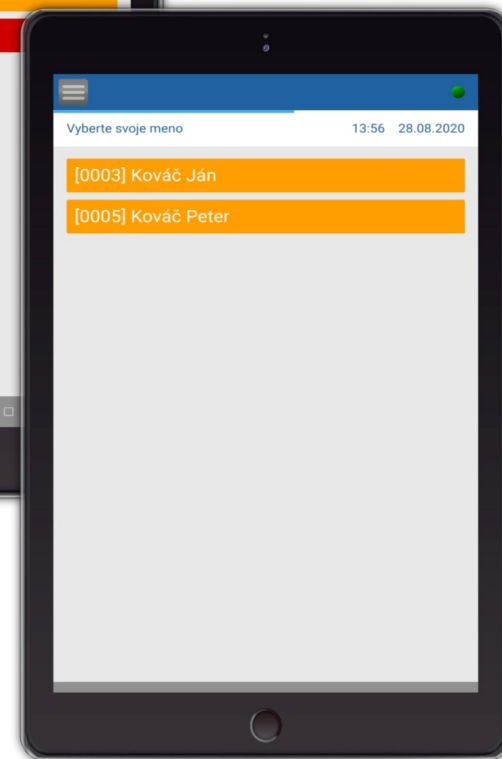 Vyberte svoje meno 13:56 28.08.2020
[0003] Kováč Ján
[0005] Kováč Peter